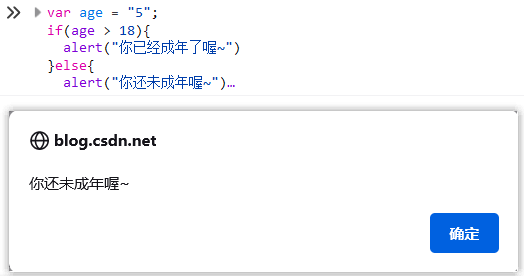 var age = "5";
if(age > 18){
alert("你已经成年了喔~")
}else{
alert("你还未成年喔~")…
blog.csdn.net
你还未成年喔~
确定